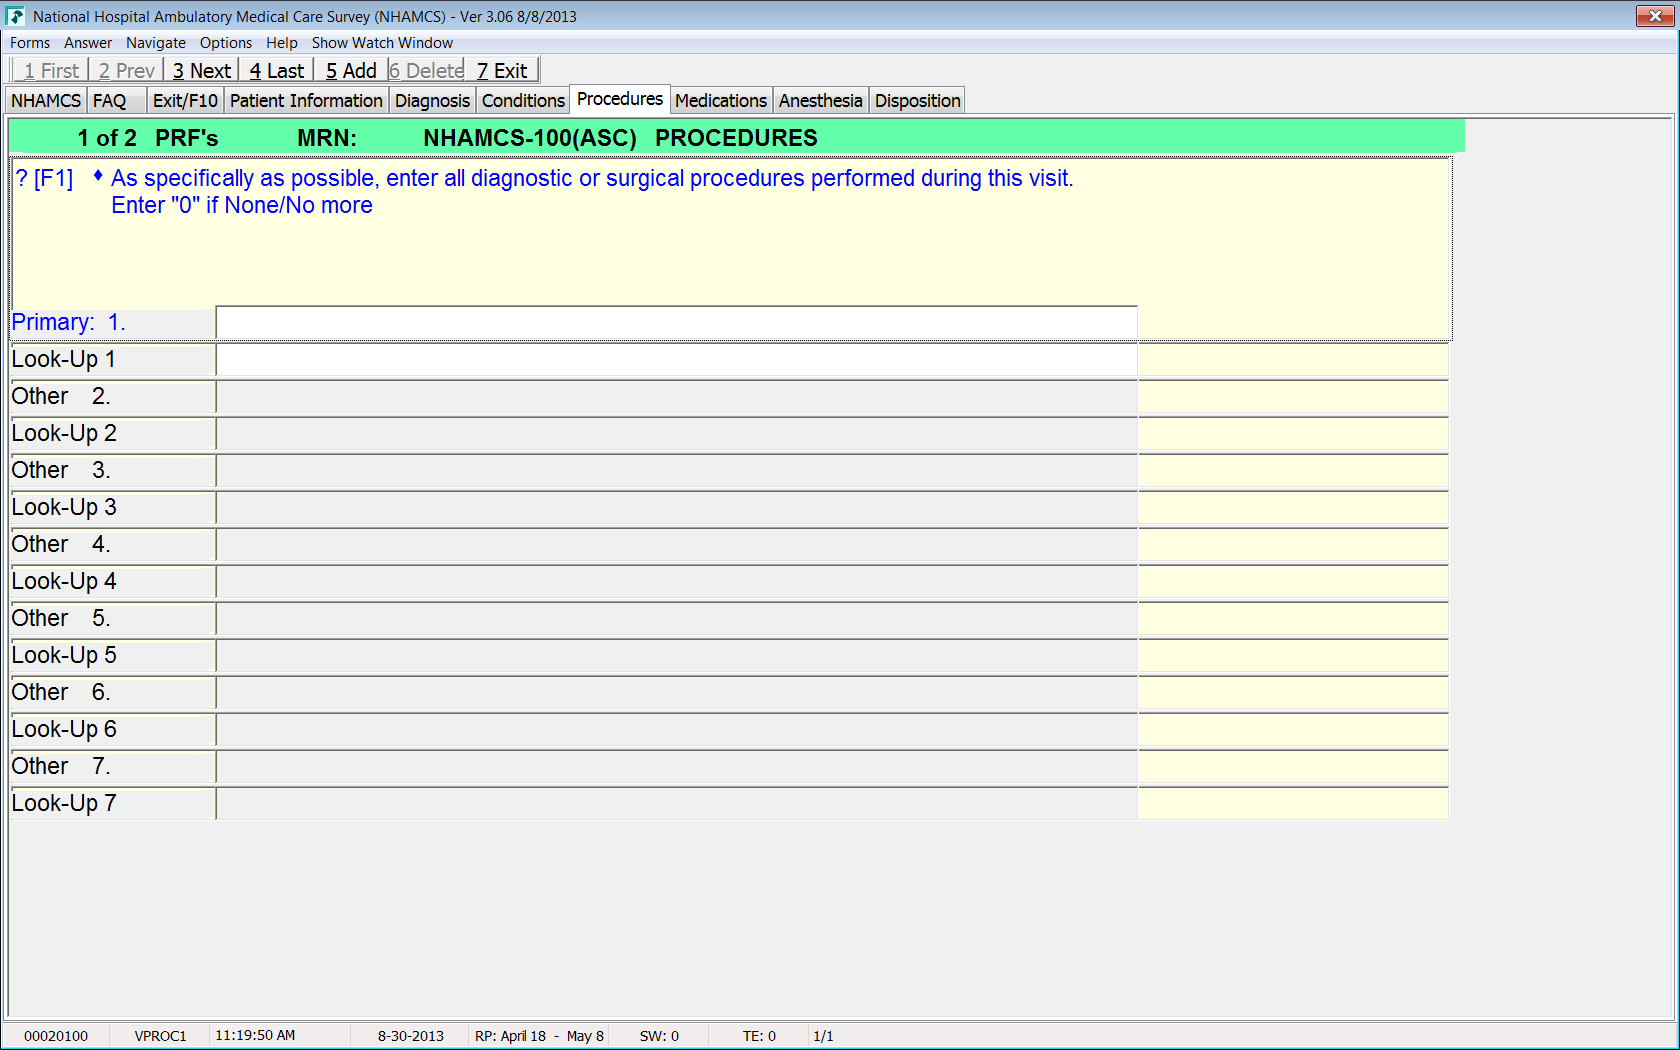 National Hospital Ambulatory Medical Care Survey (NHAMCS) - Ver 3.06 8/8/2013
Forms Answer Navigate Options Help Show Watch Window
1 First 2 Prev 3 Next 4 Last 5 Add 6 Delete 7 Exit
NHAMCS FAQ Exit/F10 Patient Information Diagnosis Conditions Procedures Medications Anesthesia Disposition
1 of 2 PRF's MRN: NHAMCS-100(ASC) PROCEDURES
? [F1] ♦ As specifically as possible, enter all diagnostic or surgical procedures performed during this visit.
Enter "0" if None/No more
Primary: 1.
Look-Up 1
Other 2.
Look-Up 2
Other 3.
Look-Up 3
Other 4.
Look-Up 4
Other 5.
Look-Up 5
Other 6.
Look-Up 6
Other 7.
Look-Up 7
00020100 VPROC1 11:19:50 AM 8-30-2013 RP: April 18 - May 8 SW: 0 TE: 0 1/1